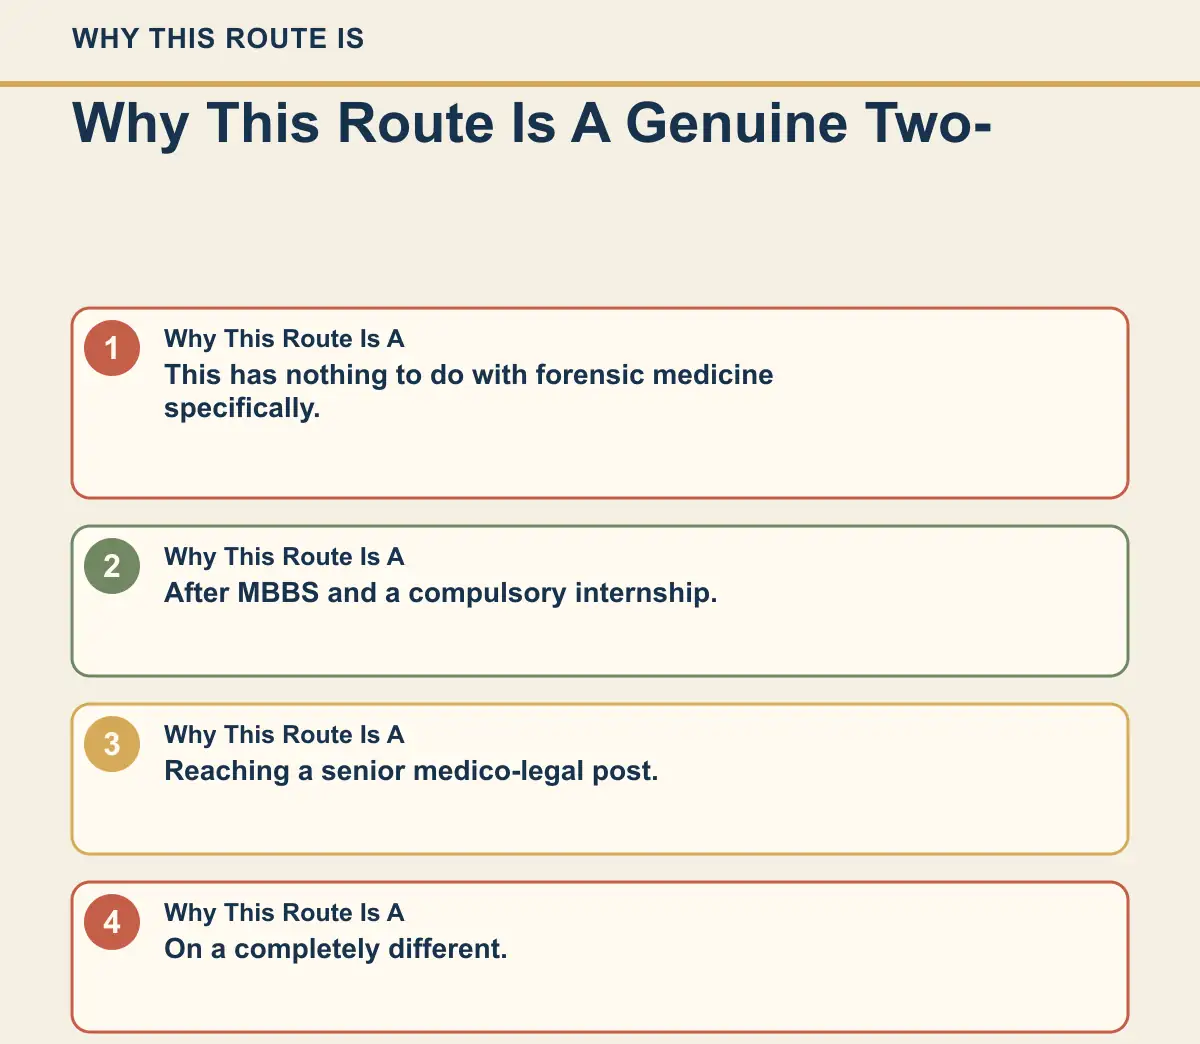 WHY THIS ROUTE IS
Why This Route Is A Genuine Two-
1
Why This Route Is A
This has nothing to do with forensic medicine
specifically.
2
Why This Route Is A
After MBBS and a compulsory internship.
3
Why This Route Is A
Reaching a senior medico-legal post.
4
Why This Route Is A
On a completely different.